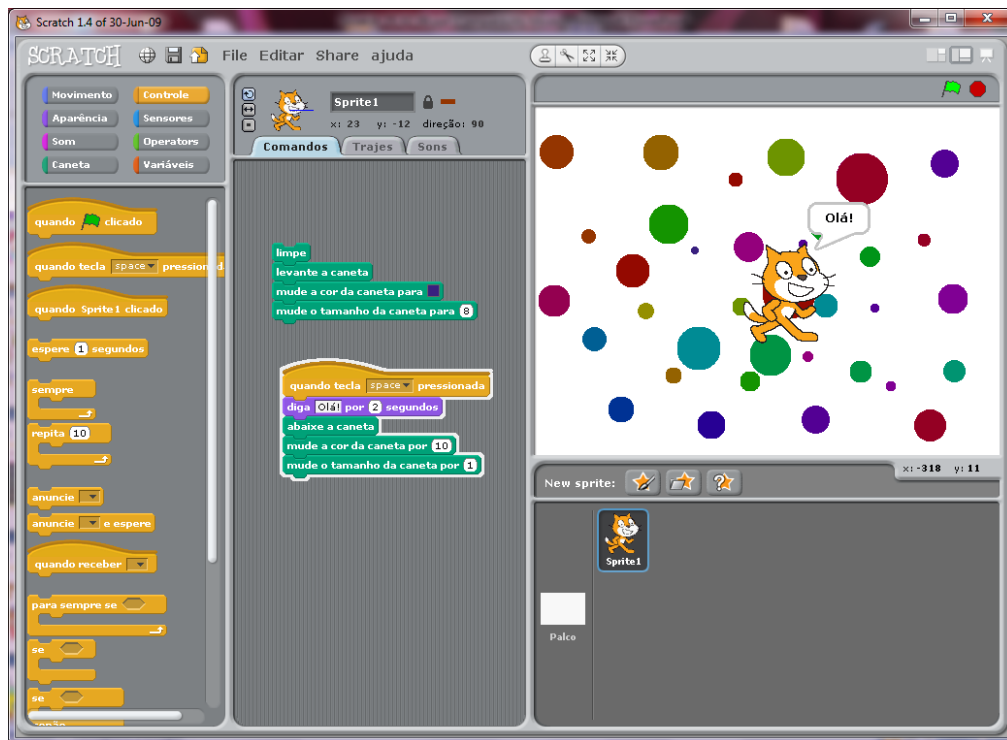 Scratch 1.4 of 30-Jun-09
SCRATCH File Editar Share ajuda
Movimento Controle
Aparência Sensores
Som Operators
Caneta Variáveis
quando clicado
quando tecla space pressionada
quando Sprite1 clicado
espere 1 segundos
sempre
repita 10
anuncie
anuncie e espere
quando receber
para sempre se
se
se
senão
Sprite1
x: 23 y: -12 direção: 90
Comandos Trajes Sons
limpe
levante a caneta
mude a cor da caneta para
mude o tamanho da caneta para 8
quando tecla space pressionada
diga Olá! por 2 segundos
abaixe a caneta
mude a cor da caneta por 10
mude o tamanho da caneta por 1
Olá!
x: -318 y: 11
New sprite:
Sprite1
Palco